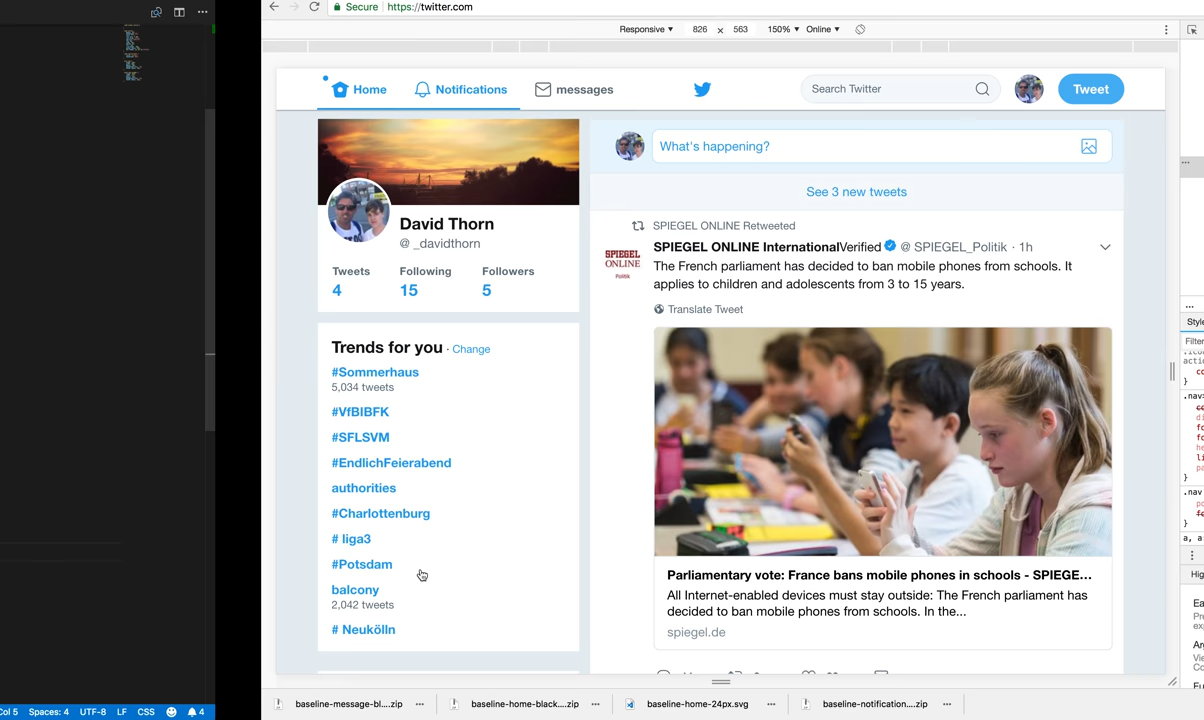 Secure https://twitter.com
Responsive 826 × 563 150% Online
Home Notifications messages Search Twitter Tweet
David Thorn
@ _davidthorn
Tweets Following Followers
4 15 5
Trends for you · Change
#Sommerhaus
5,034 tweets
#VfBIBFK
#SFLSVM
#EndlichFeierabend
authorities
#Charlottenburg
# liga3
#Potsdam
balcony
2,042 tweets
# Neukölln
What's happening?
See 3 new tweets
SPIEGEL ONLINE Retweeted
SPIEGEL ONLINE InternationalVerified @ SPIEGEL_Politik · 1h
SPIEGEL
ONLINE
Politik
The French parliament has decided to ban mobile phones from schools. It
applies to children and adolescents from 3 to 15 years.
Translate Tweet
Parliamentary vote: France bans mobile phones in schools - SPIEGE...
All Internet-enabled devices must stay outside: The French parliament has
decided to ban mobile phones from schools. In the...
spiegel.de
Style
Filter
.nav>
}
.nav
}
a, a:
baseline-message-bl....zip baseline-home-black....zip baseline-home-24px.svg baseline-notification....zip
Col 5 Spaces: 4 UTF-8 LF CSS 4